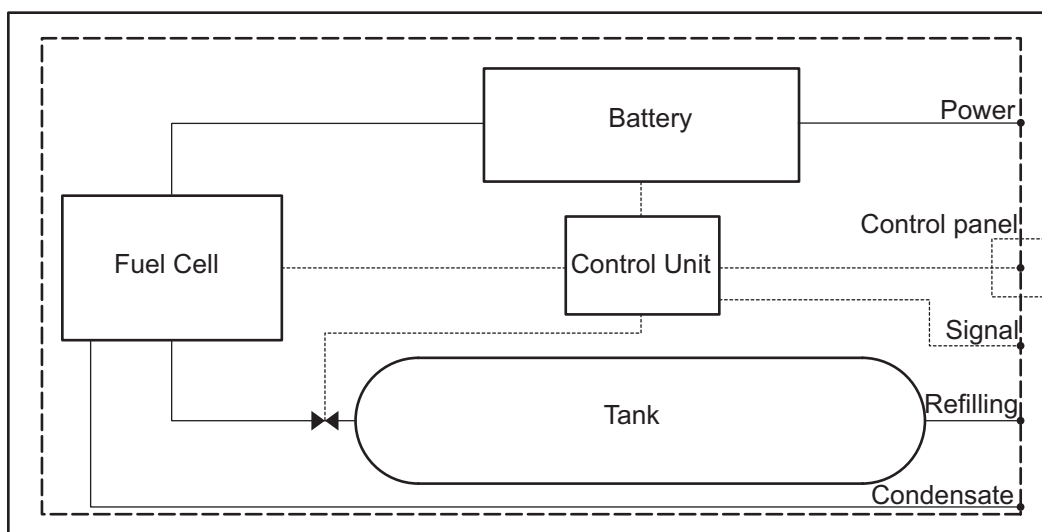 Battery
Power
Control panel
Fuel Cell
Control Unit
Signal
Tank
Refilling
Condensate